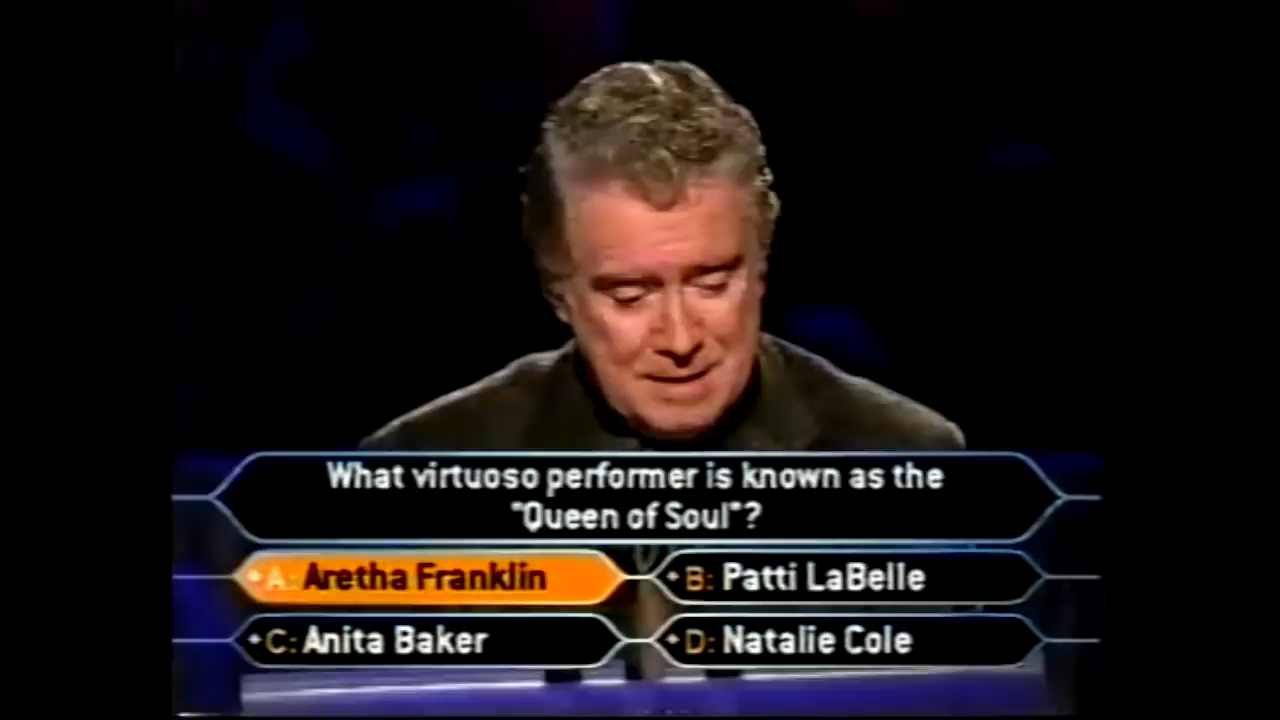 What virtuoso performer is known as the
"Queen of Soul"?
A: Aretha Franklin
B: Patti LaBelle
C: Anita Baker
D: Natalie Cole